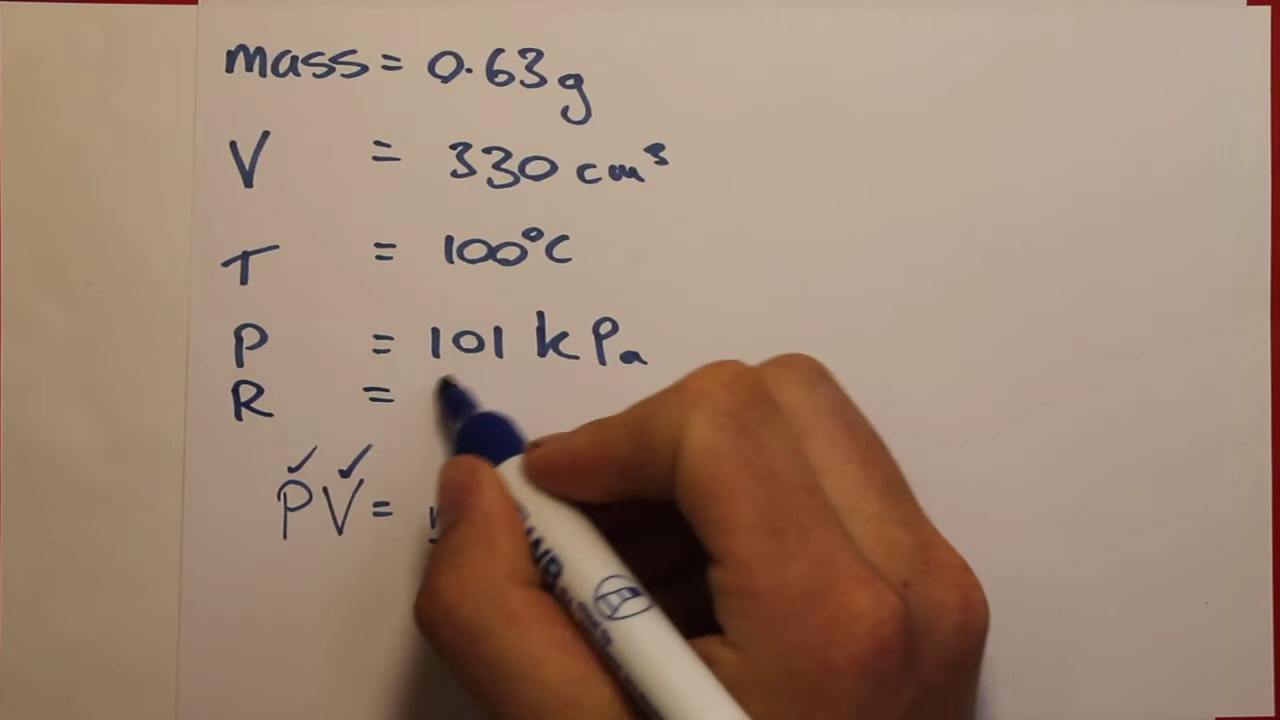 mass = 0.63g
V = 330 cm³
T = 100°C
P = 101 kPa
R =
PV =